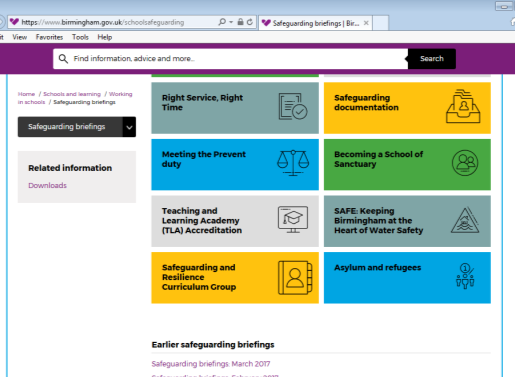 https://www.birmingham.gov.uk/schoolsafeguarding
Safeguarding briefings | Bir...
it View Favorites Tools Help
Find information, advice and more..
Search
Home / Schools and learning / Working
in schools / Safeguarding briefings
Safeguarding briefings
Related information
Downloads
Right Service, Right
Time
Safeguarding
documentation
Meeting the Prevent
duty
Becoming a School of
Sanctuary
Teaching and
Learning Academy
(TLA) Accreditation
SAFE: Keeping
Birmingham at the
Heart of Water Safety
Safeguarding and
Resilience
Curriculum Group
Asylum and refugees
Earlier safeguarding briefings
Safeguarding briefings: March 2017